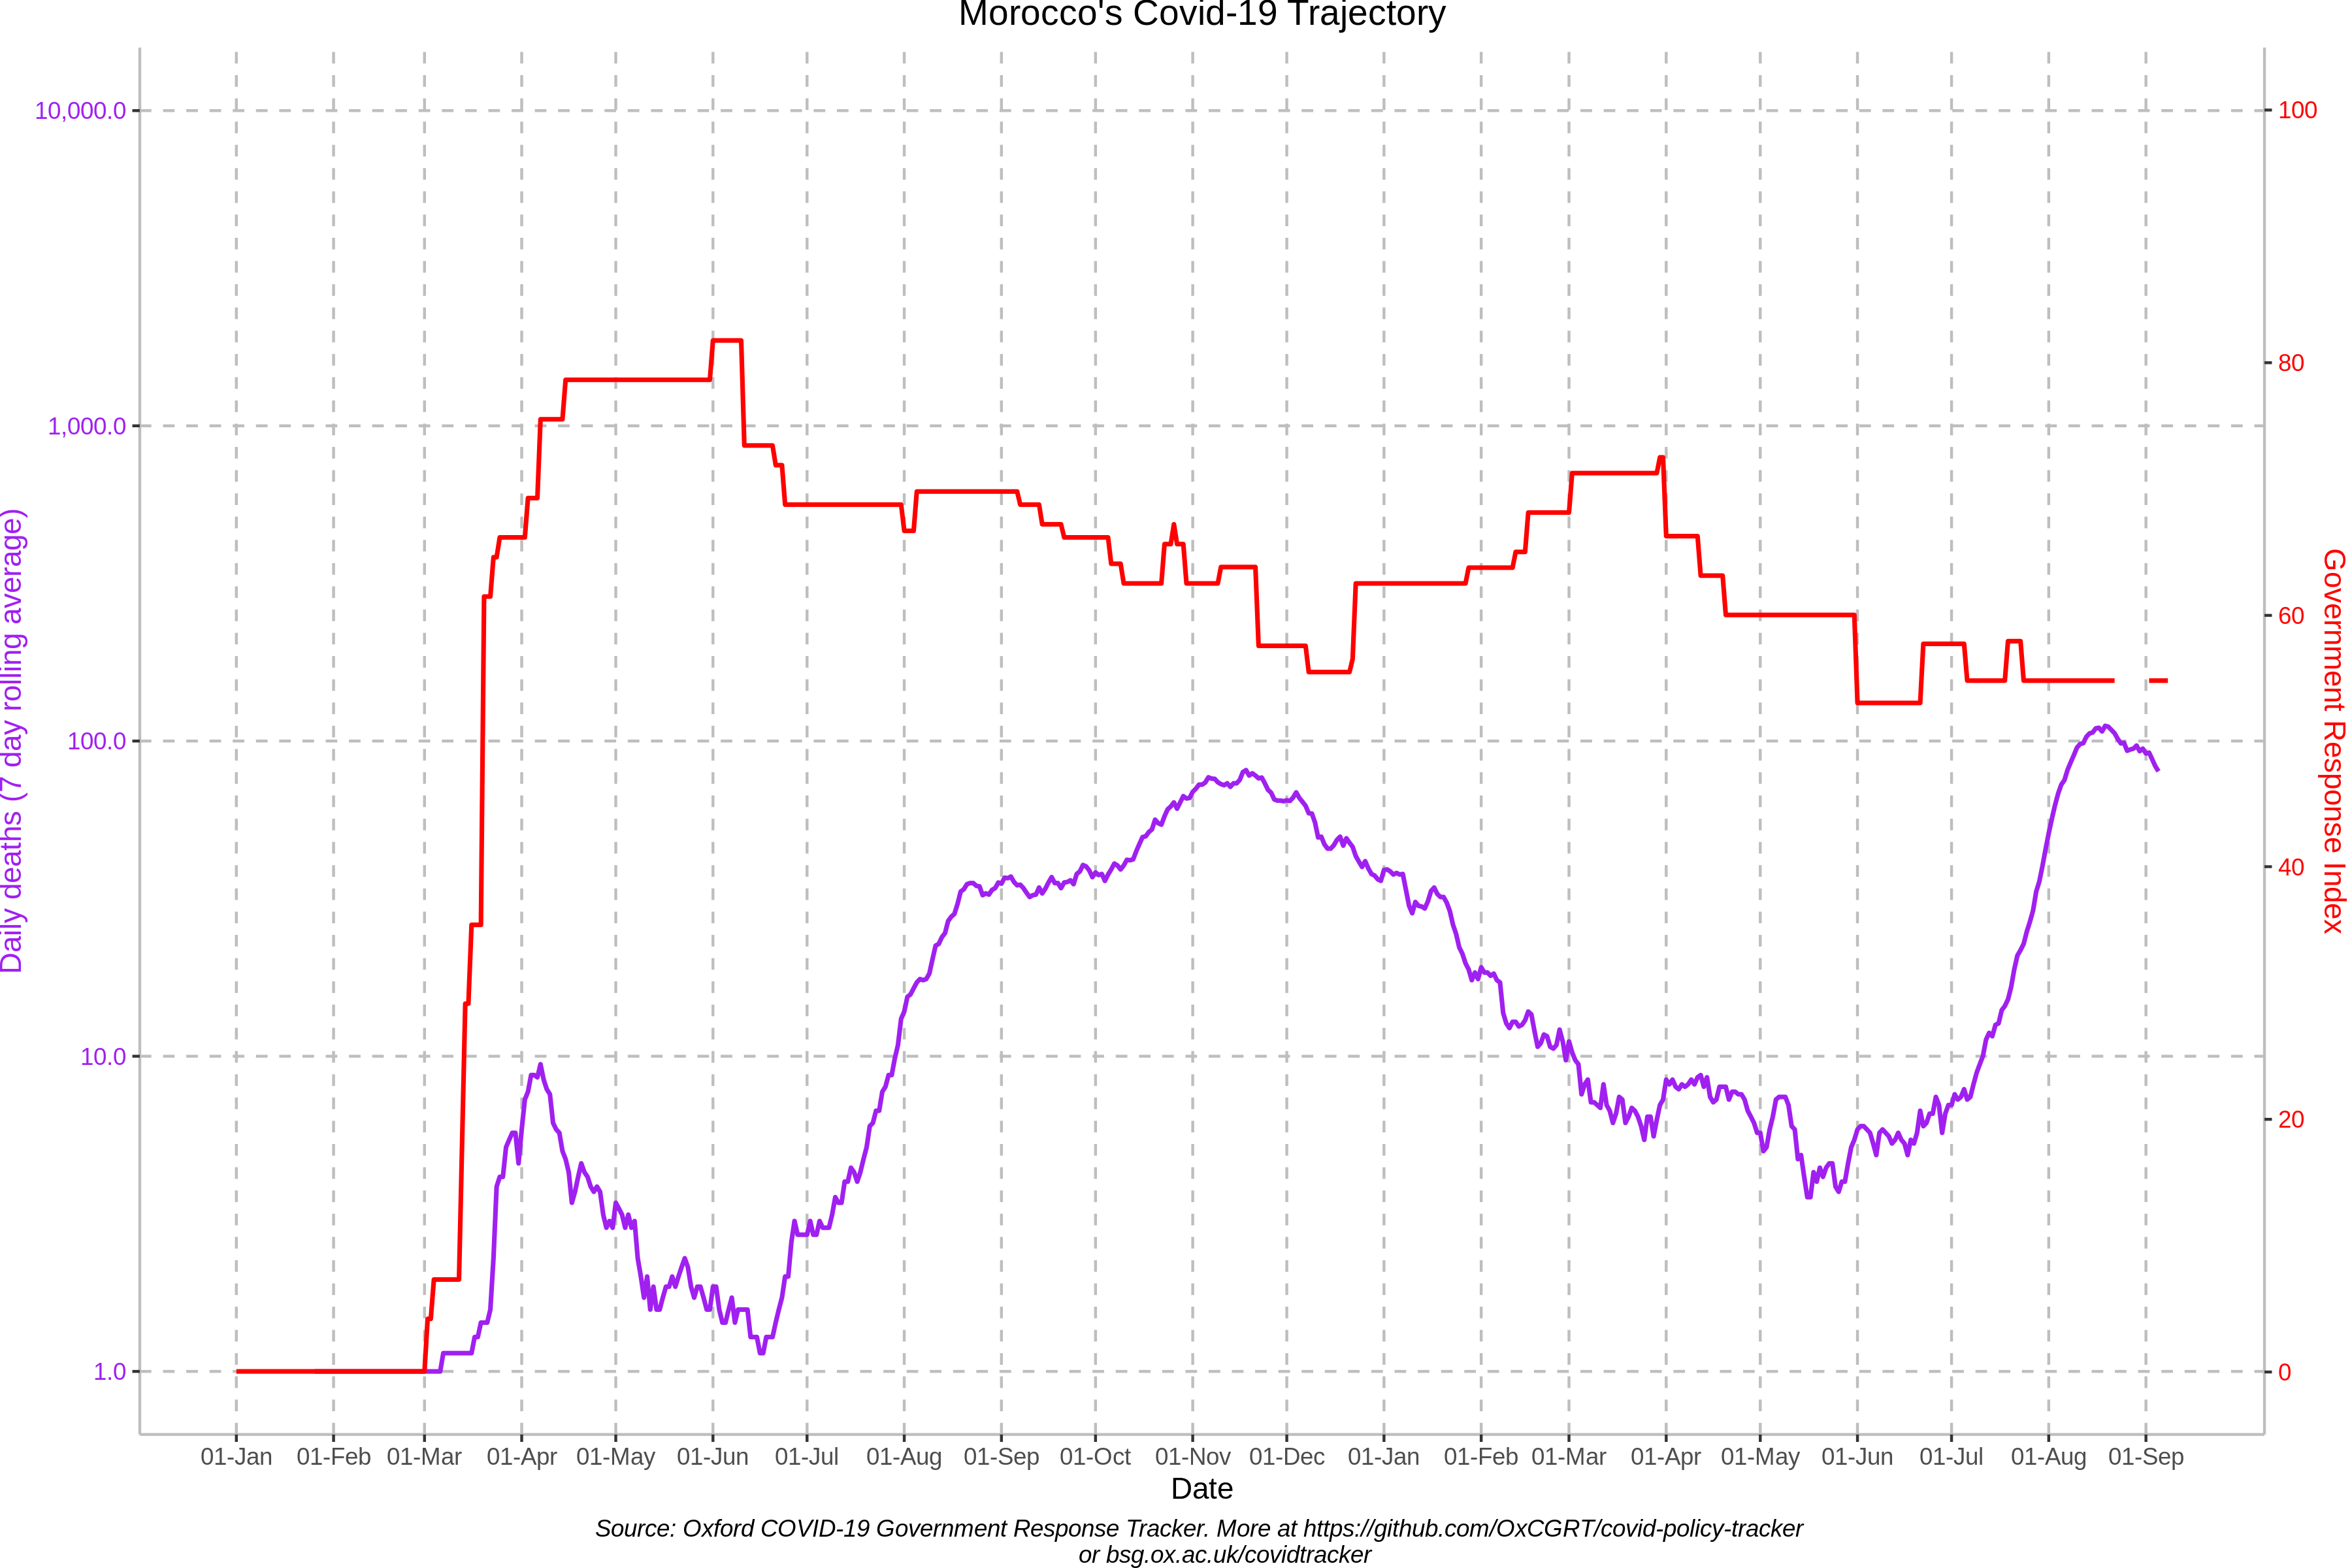 Morocco's Covid-19 Trajectory
10,000.0
1,000.0
100.0
10.0
1.0
Daily deaths (7 day rolling average)
100
80
60
40
20
0
Government Response Index
01-Jan 01-Feb 01-Mar 01-Apr 01-May 01-Jun 01-Jul 01-Aug 01-Sep 01-Oct 01-Nov 01-Dec 01-Jan 01-Feb 01-Mar 01-Apr 01-May 01-Jun 01-Jul 01-Aug 01-Sep
Date
Source: Oxford COVID-19 Government Response Tracker. More at https://github.com/OxCGRT/covid-policy-tracker
or bsg.ox.ac.uk/covidtracker